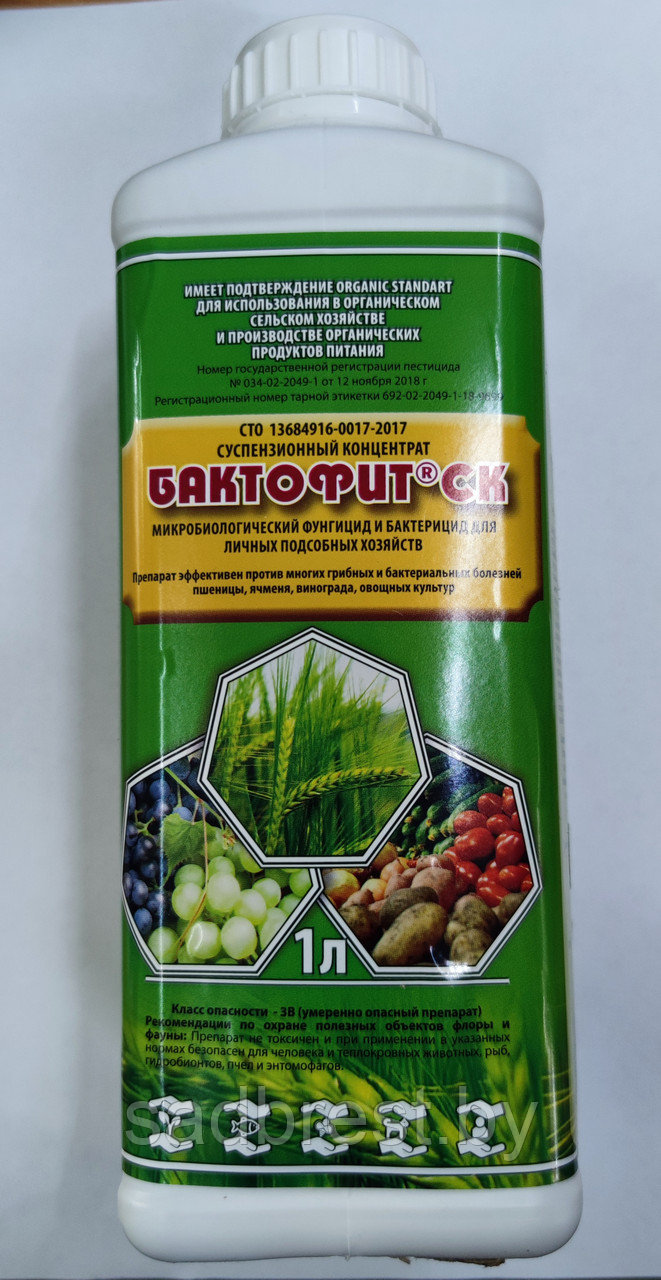 ИМЕЕТ ПОДТВЕРЖДЕНИЕ ORGANIC STANDART
ДЛЯ ИСПОЛЬЗОВАНИЯ В ОРГАНИЧЕСКОМ
СЕЛЬСКОМ ХОЗЯЙСТВЕ
И ПРОИЗВОДСТВЕ ОРГАНИЧЕСКИХ
ПРОДУКТОВ ПИТАНИЯ
Номер государственной регистрации пестицида
№ 034-02-2049-1 от 12 ноября 2018 г
Регистрационный номер тарной этикетки
СТО 13684916-0017-2017
СУСПЕНЗИОННЫЙ КОНЦЕНТРАТ
БАКТОФИТ® СК
МИКРОБИОЛОГИЧЕСКИЙ ФУНГИЦИД И БАКТЕРИЦИД ДЛЯ
ЛИЧНЫХ ПОДСОБНЫХ ХОЗЯЙСТВ
Препарат эффективен против многих грибных и бактериальных болезней
пшеницы, ячменя, винограда, овощных культур
1л
Класс опасности - 3В (умеренно опасный препарат)
Рекомендации по охране полезных объектов флоры и
фауны: Препарат не токсичен и при применении в указанных
нормах безопасен для человека и теплокровных животных, рыб,
гидробионтов, пчел и энтомофагов.
sadbrest.by